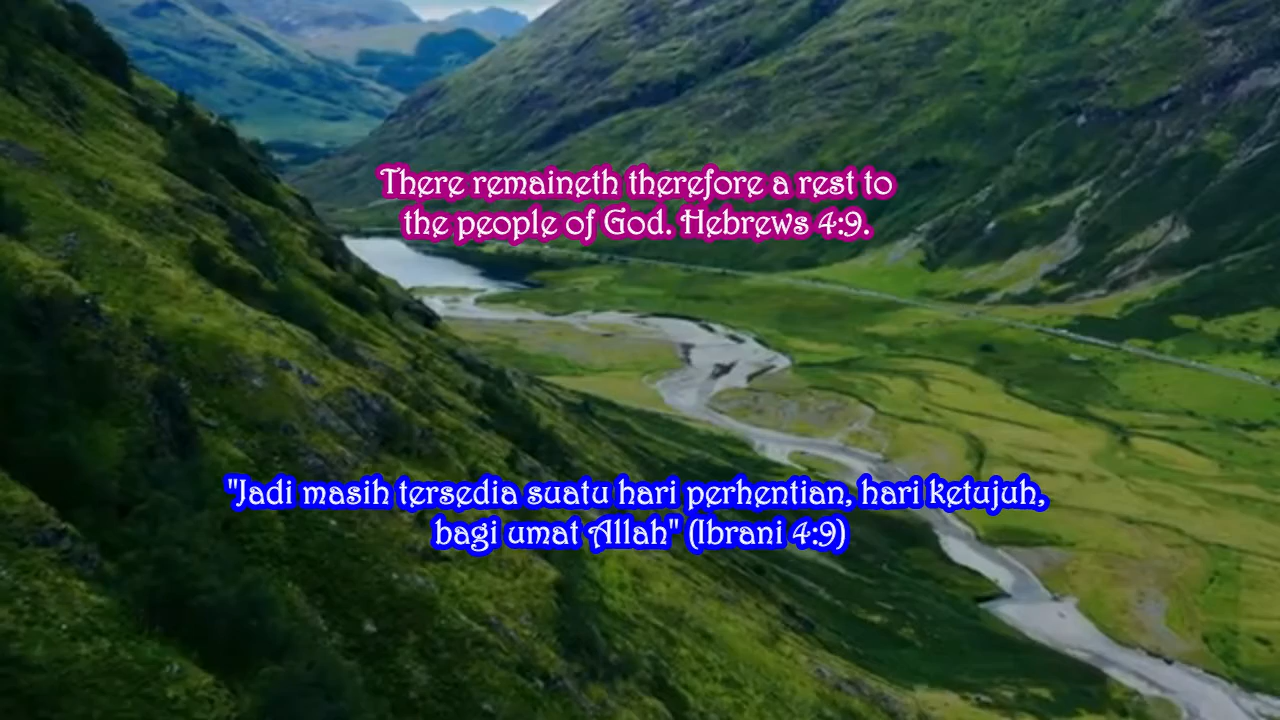 There remaineth therefore a rest to
the people of God. Hebrews 4:9.
"Jadi masih tersedia suatu hari perhentian, hari ketujuh,
bagi umat Allah" (Ibrani 4:9)